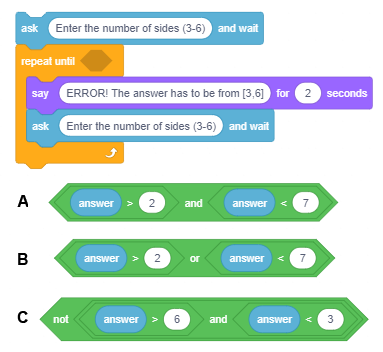 ask Enter the number of sides (3-6) and wait
repeat until
say ERROR! The answer has to be from [3,6] for 2 seconds
ask Enter the number of sides (3-6) and wait
A answer > 2 and answer < 7
B answer > 2 or answer < 7
C not answer > 6 and answer < 3